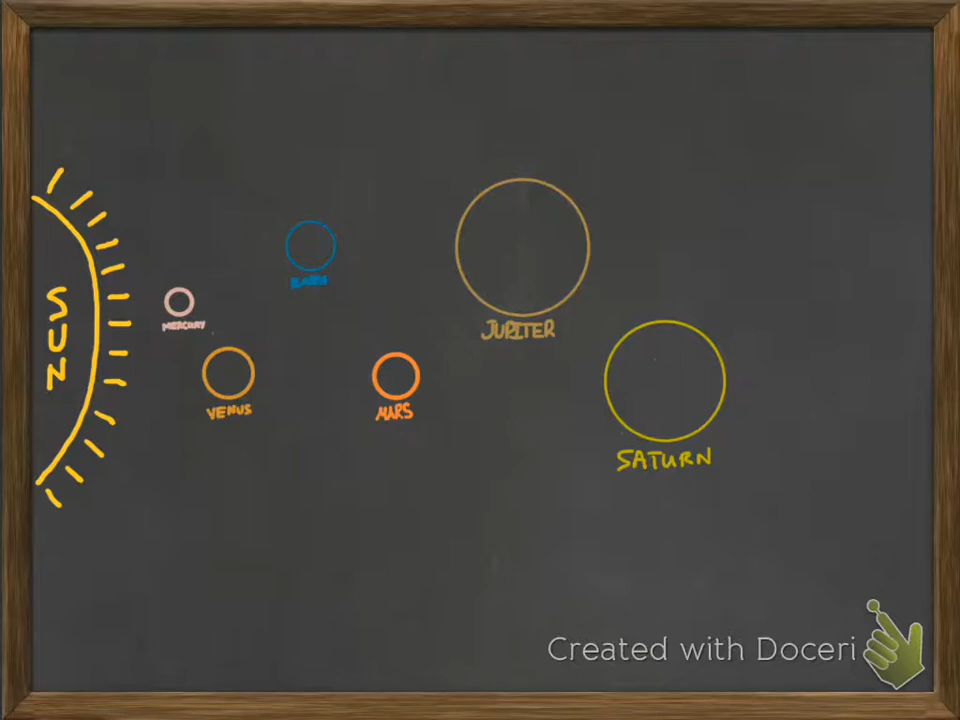 SUN
MERCURY
VENUS
EARTH
MARS
JUPITER
SATURN
Created with Doceri